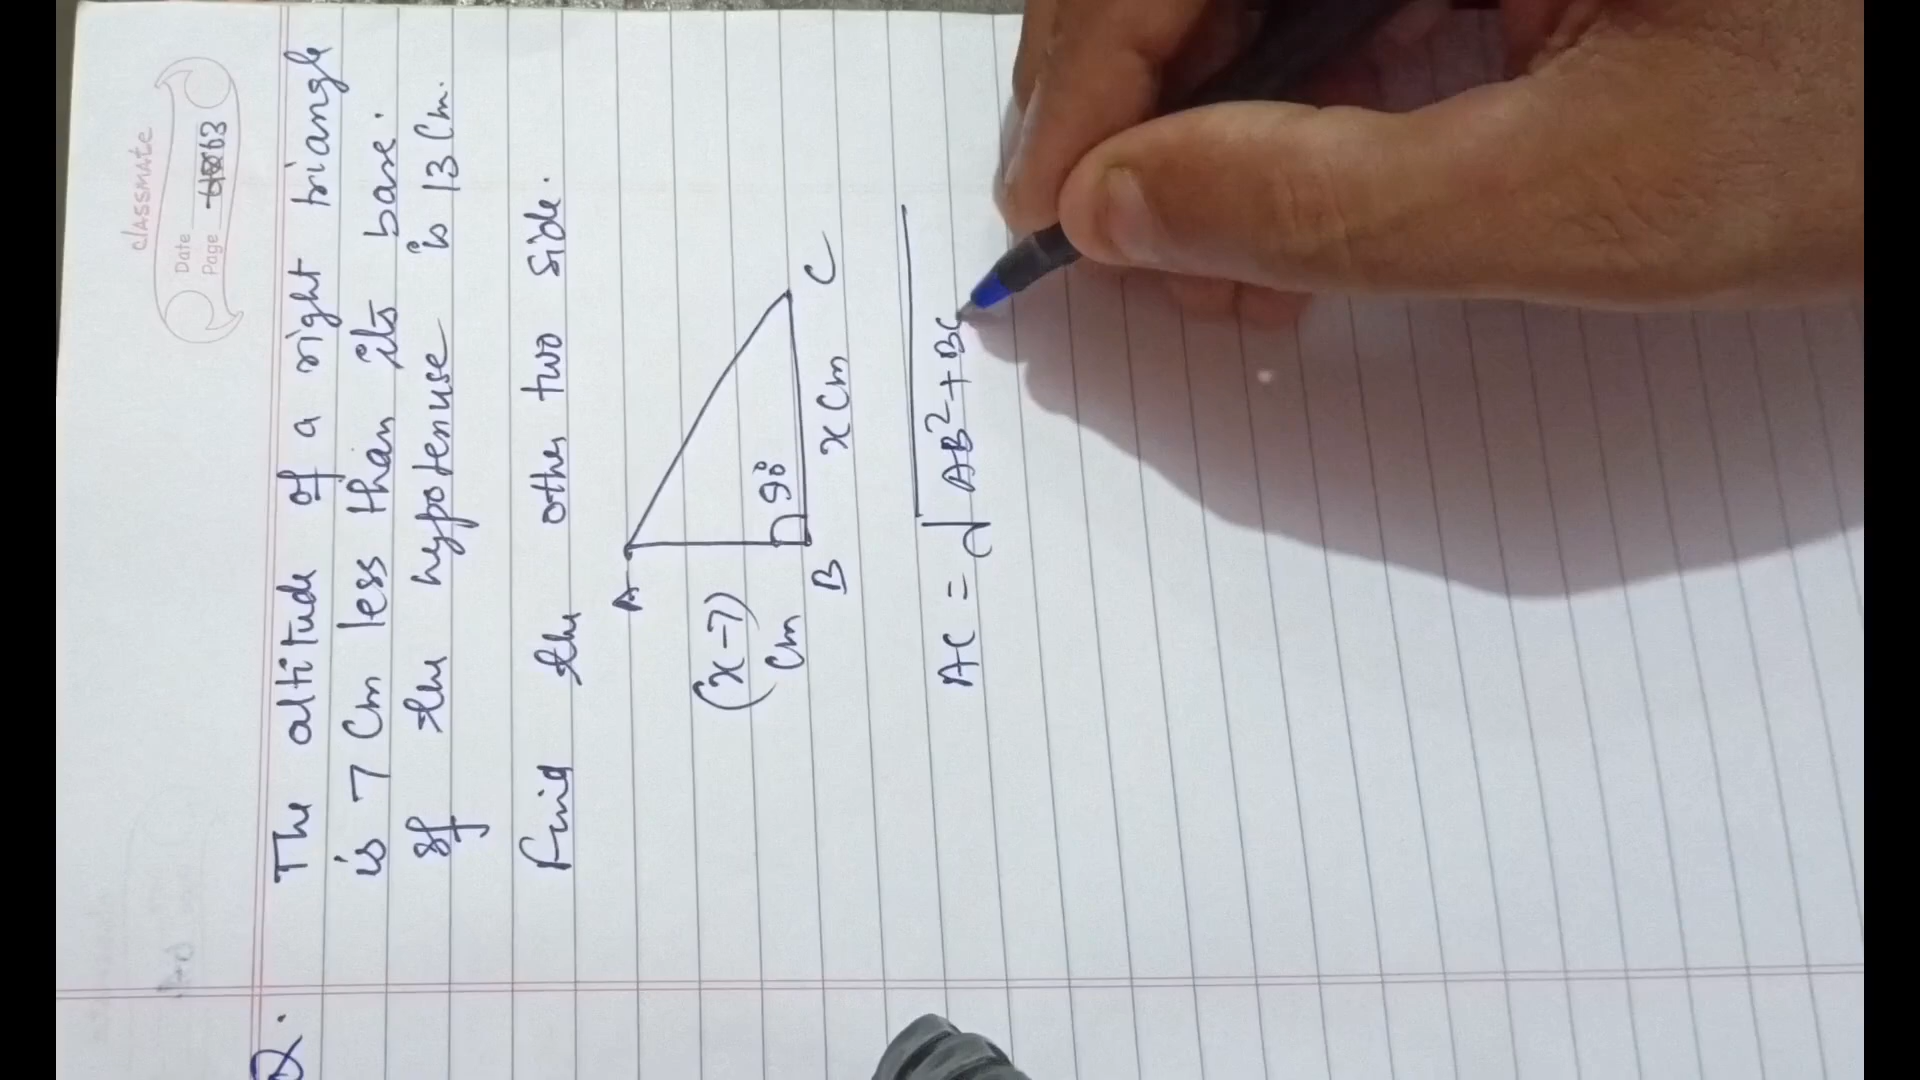 classmate
Date
Page 63
Q. The altitude of a right triangle
is 7 Cm less than its base.
If the hypotenuse is 13 Cm.
Find the other two side.
A
(x-7)
Cm
90°
B
x Cm
C
AC = √AB²+BC